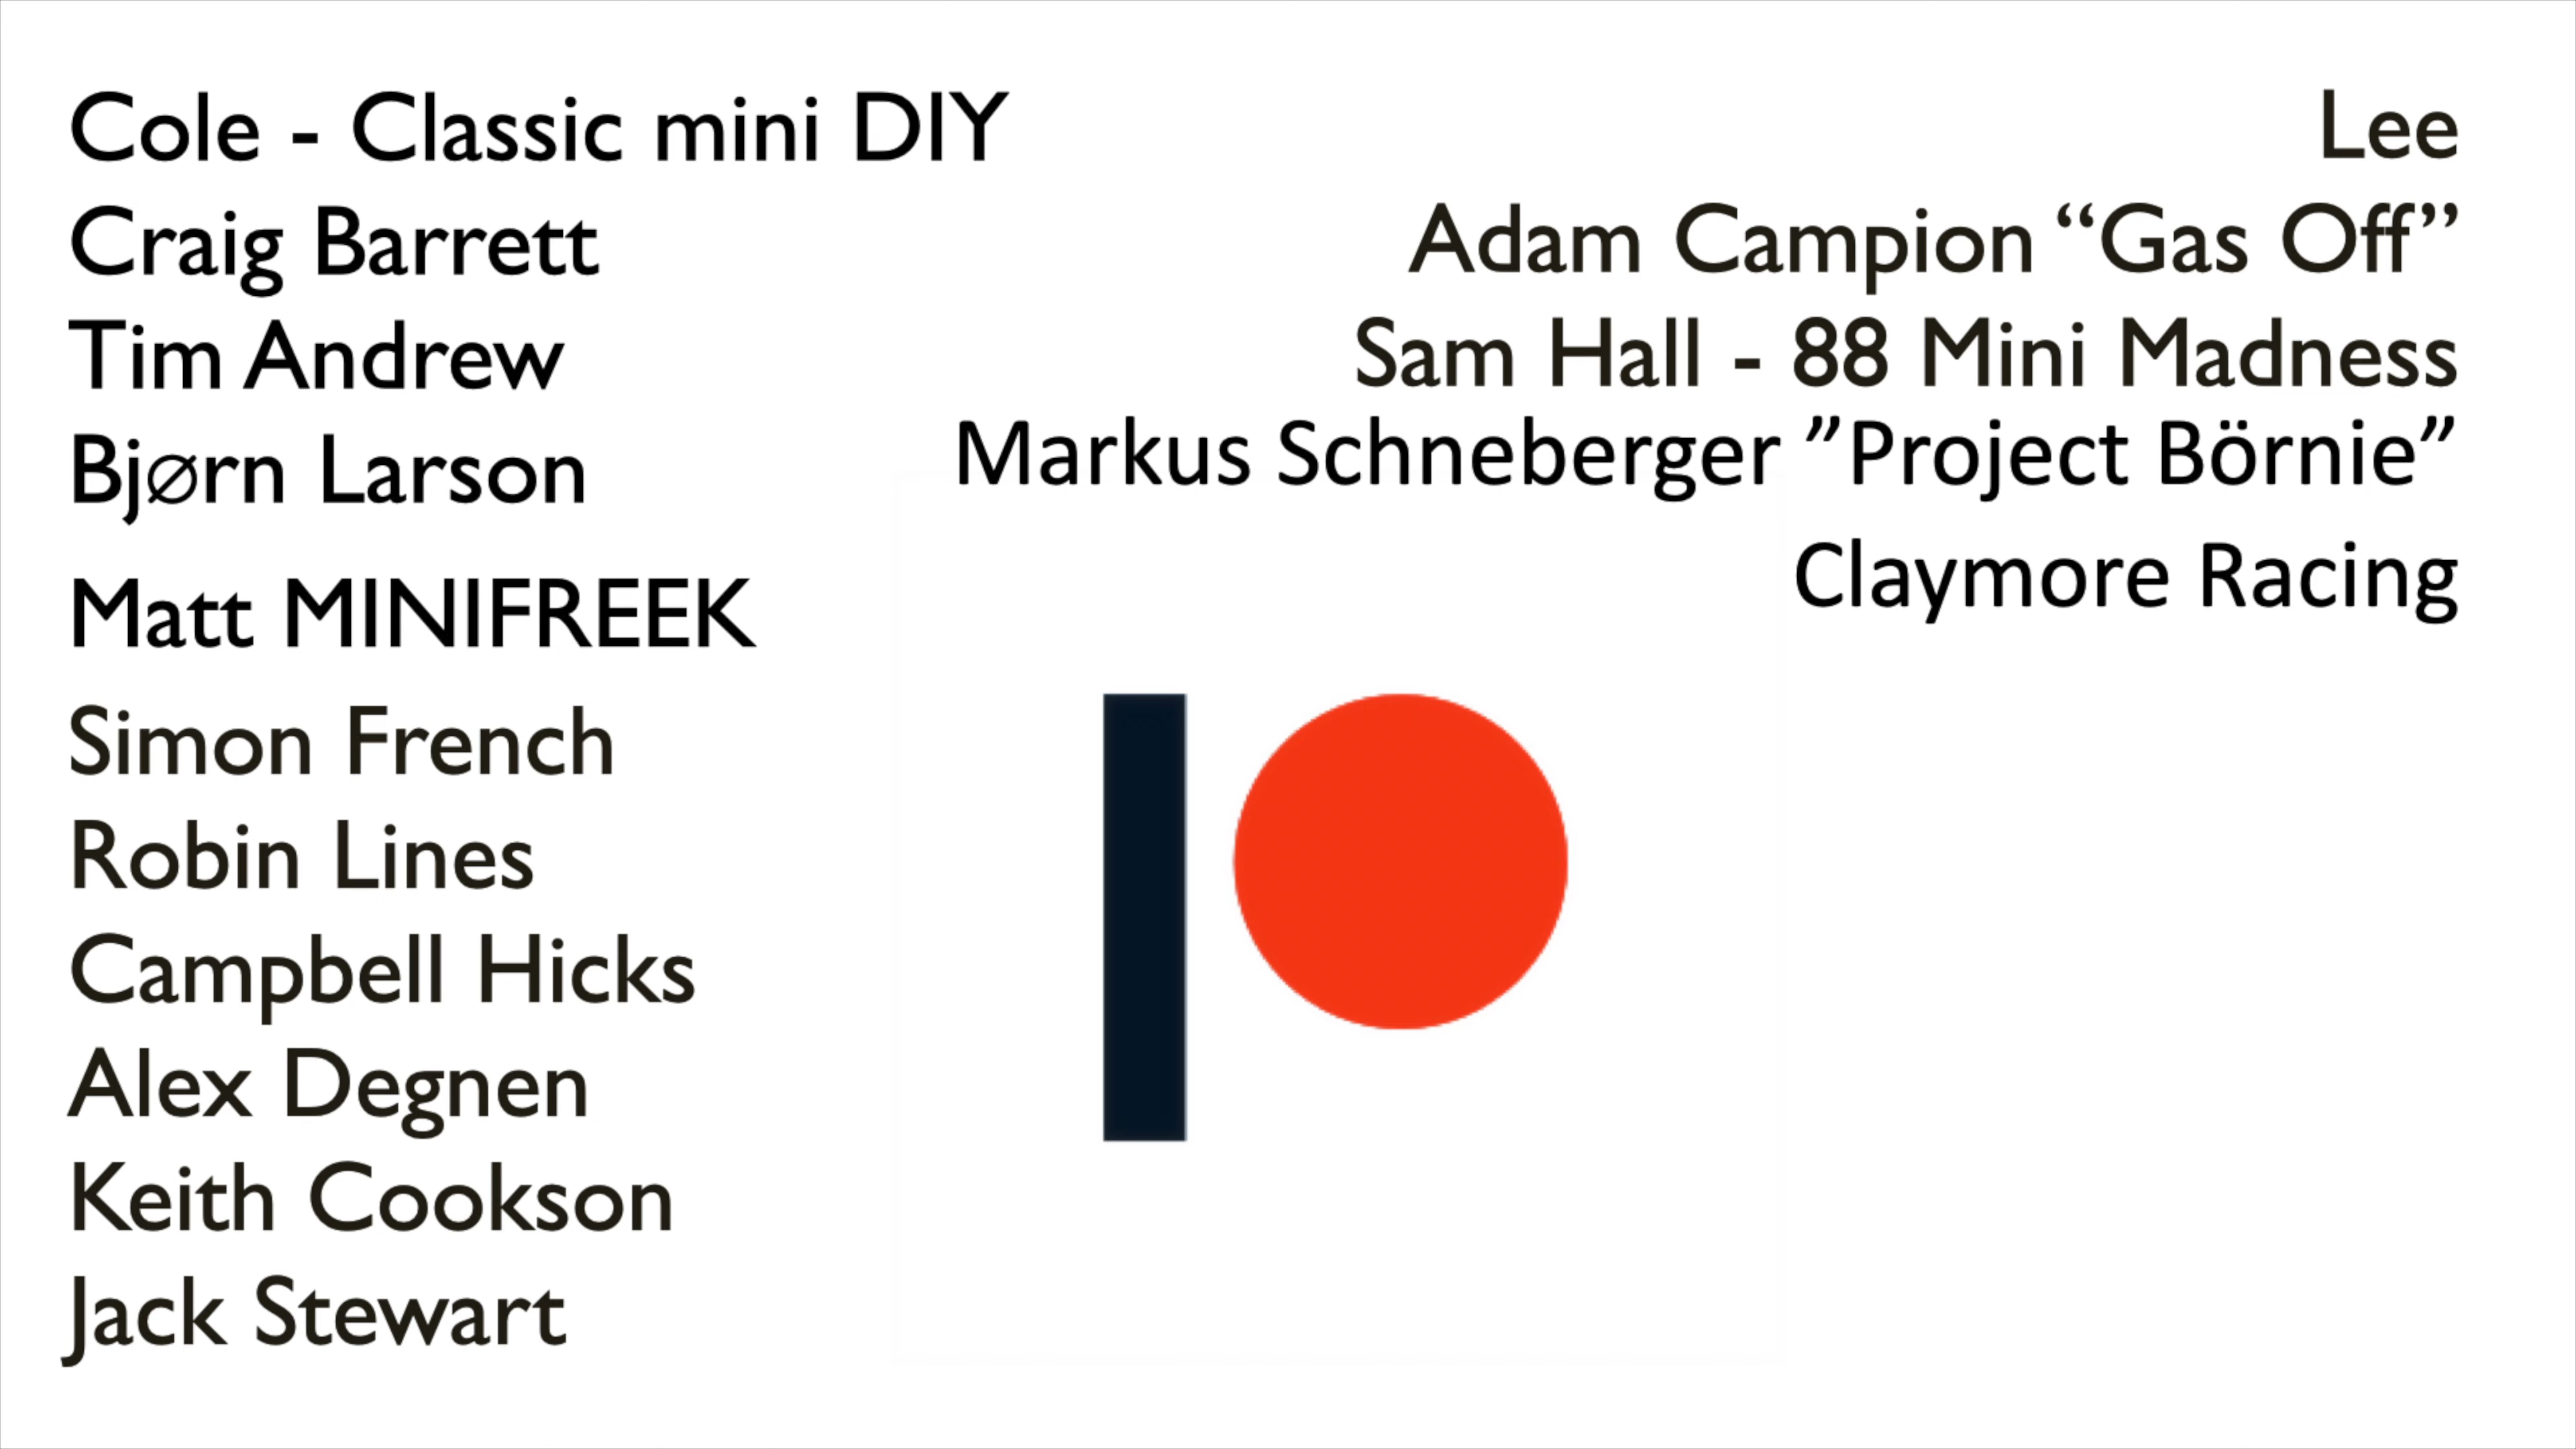 Cole - Classic mini DIY
Craig Barrett
Tim Andrew
Bjørn Larson
Matt MINIFREEK
Simon French
Robin Lines
Campbell Hicks
Alex Degnen
Keith Cookson
Jack Stewart
Lee
Adam Campion “Gas Off”
Sam Hall - 88 Mini Madness
Markus Schneberger ”Project Börnie”
Claymore Racing